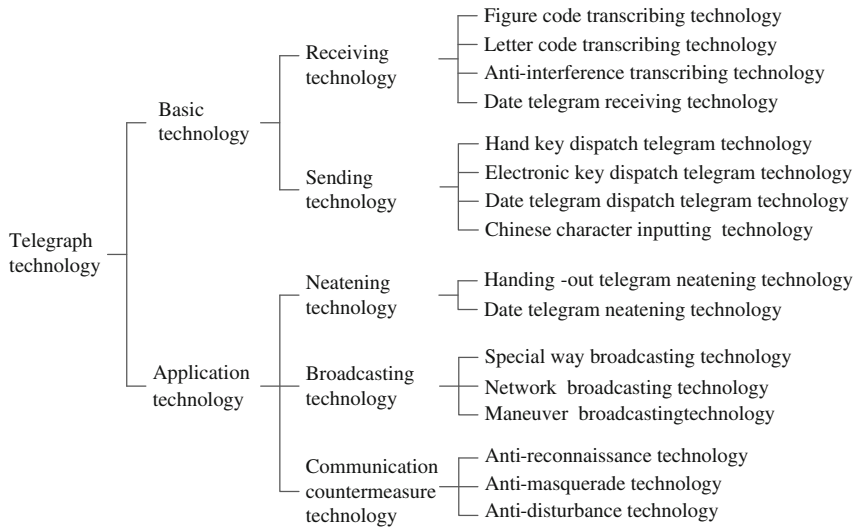 Telegraph
technology
Basic
technology
Receiving
technology
Figure code transcribing technology
Letter code transcribing technology
Anti-interference transcribing technology
Date telegram receiving technology
Sending
technology
Hand key dispatch telegram technology
Electronic key dispatch telegram technology
Date telegram dispatch telegram technology
Chinese character inputting technology
Application
technology
Neatening
technology
Handing -out telegram neatening technology
Date telegram neatening technology
Broadcasting
technology
Special way broadcasting technology
Network broadcasting technology
Maneuver broadcastingtechnology
Communication
countermeasure
technology
Anti-reconnaissance technology
Anti-masquerade technology
Anti-disturbance technology